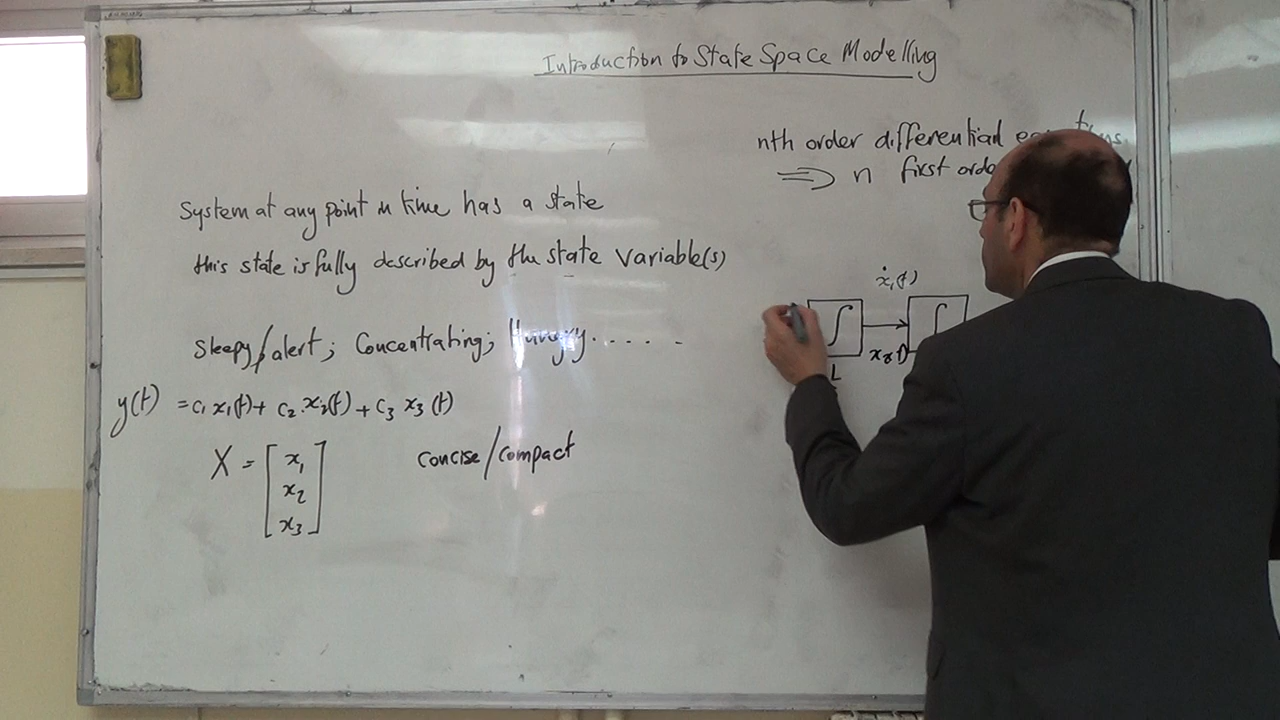 Introduction to State Space Modelling
nth order differential
⇒ n first orde
System at any point in time has a state
this state is fully described by the state variable(s)
Sleepy/alert; Concentrating; Hungry.....
y(t) = c₁ x₁(t) + c₂.x₂(t) + c₃ x₃(t)
X = [x₁
x₂
x₃]
concise/compact
ẋ₁(t)
∫ → ∫